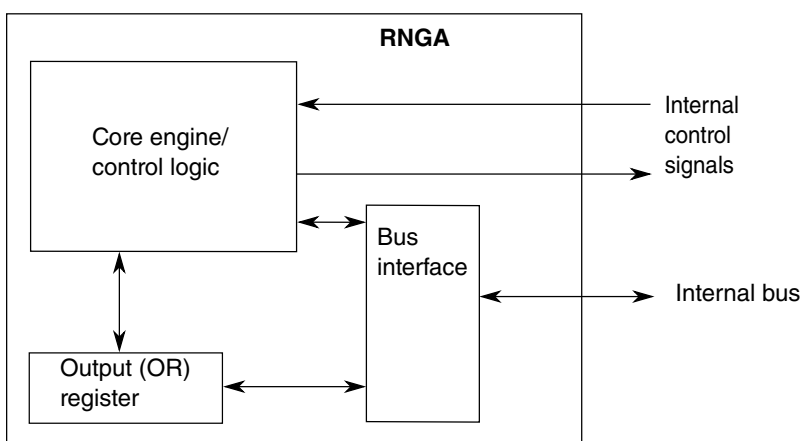 RNGA
Core engine/
control logic
Internal
control
signals
Bus
interface
Internal bus
Output (OR)
register